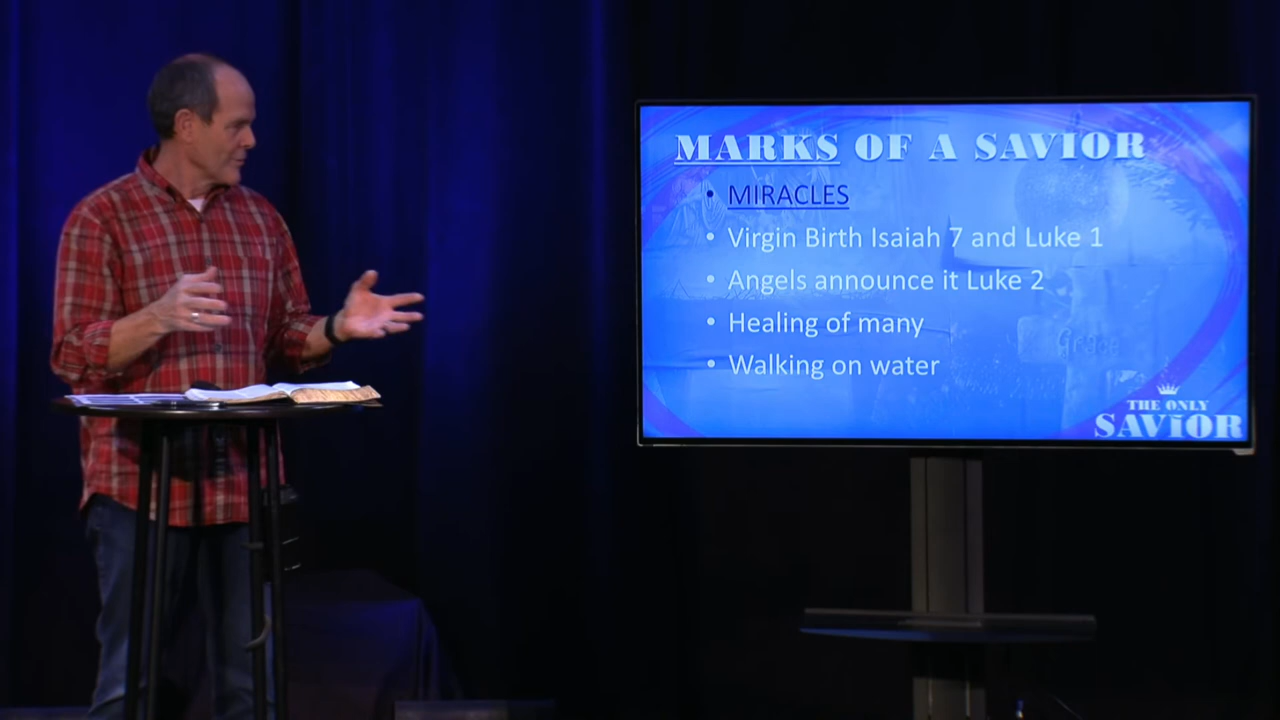 MARKS OF A SAVIOR
• MIRACLES
• Virgin Birth Isaiah 7 and Luke 1
• Angels announce it Luke 2
• Healing of many
• Walking on water
Grace
THE ONLY
SAVIOR